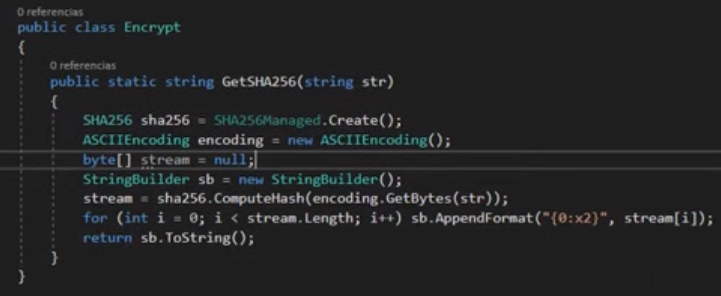 0 referencias
public class Encrypt
{
0 referencias
public static string GetSHA256(string str)
{
SHA256 sha256 = SHA256Managed.Create();
ASCIIEncoding encoding = new ASCIIEncoding();
byte[] stream = null;
StringBuilder sb = new StringBuilder();
stream = sha256.ComputeHash(encoding.GetBytes(str));
for (int i = 0; i < stream.Length; i++) sb.AppendFormat("{0:x2}", stream[i]);
return sb.ToString();
}
}